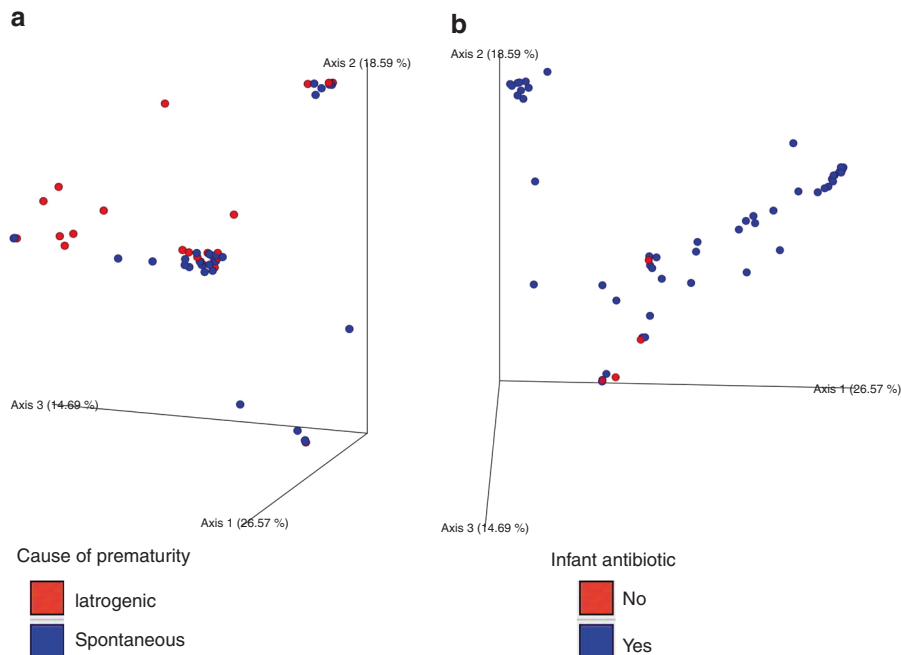 a
b
Axis 2 (18.59 %)
Axis 2 (18.59 %)
Axis 3 (14.69 %)
Axis 1 (26.57 %)
Axis 1 (26.57 %)
Axis 3 (14.69 %)
Cause of prematurity
Iatrogenic
Spontaneous
Infant antibiotic
No
Yes